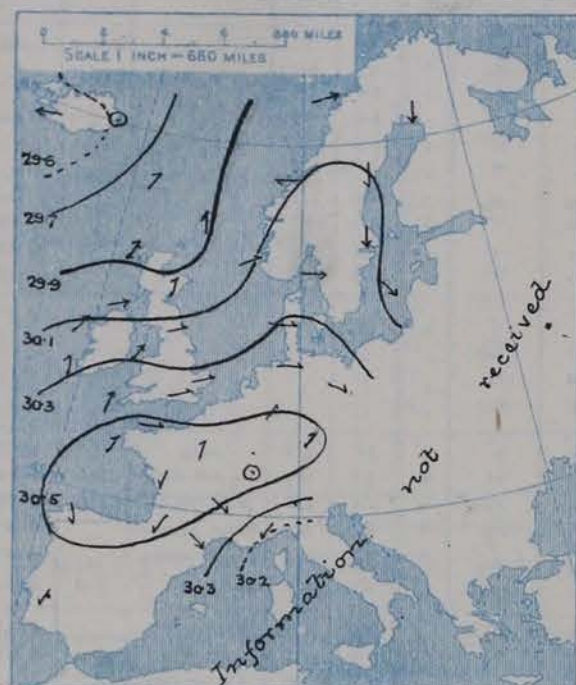 0 2 4 6 680 MILES
SCALE 1 INCH = 680 MILES
29.6
29.7
29.9
30.1
30.3
30.5
30.3
30.2
Information not received